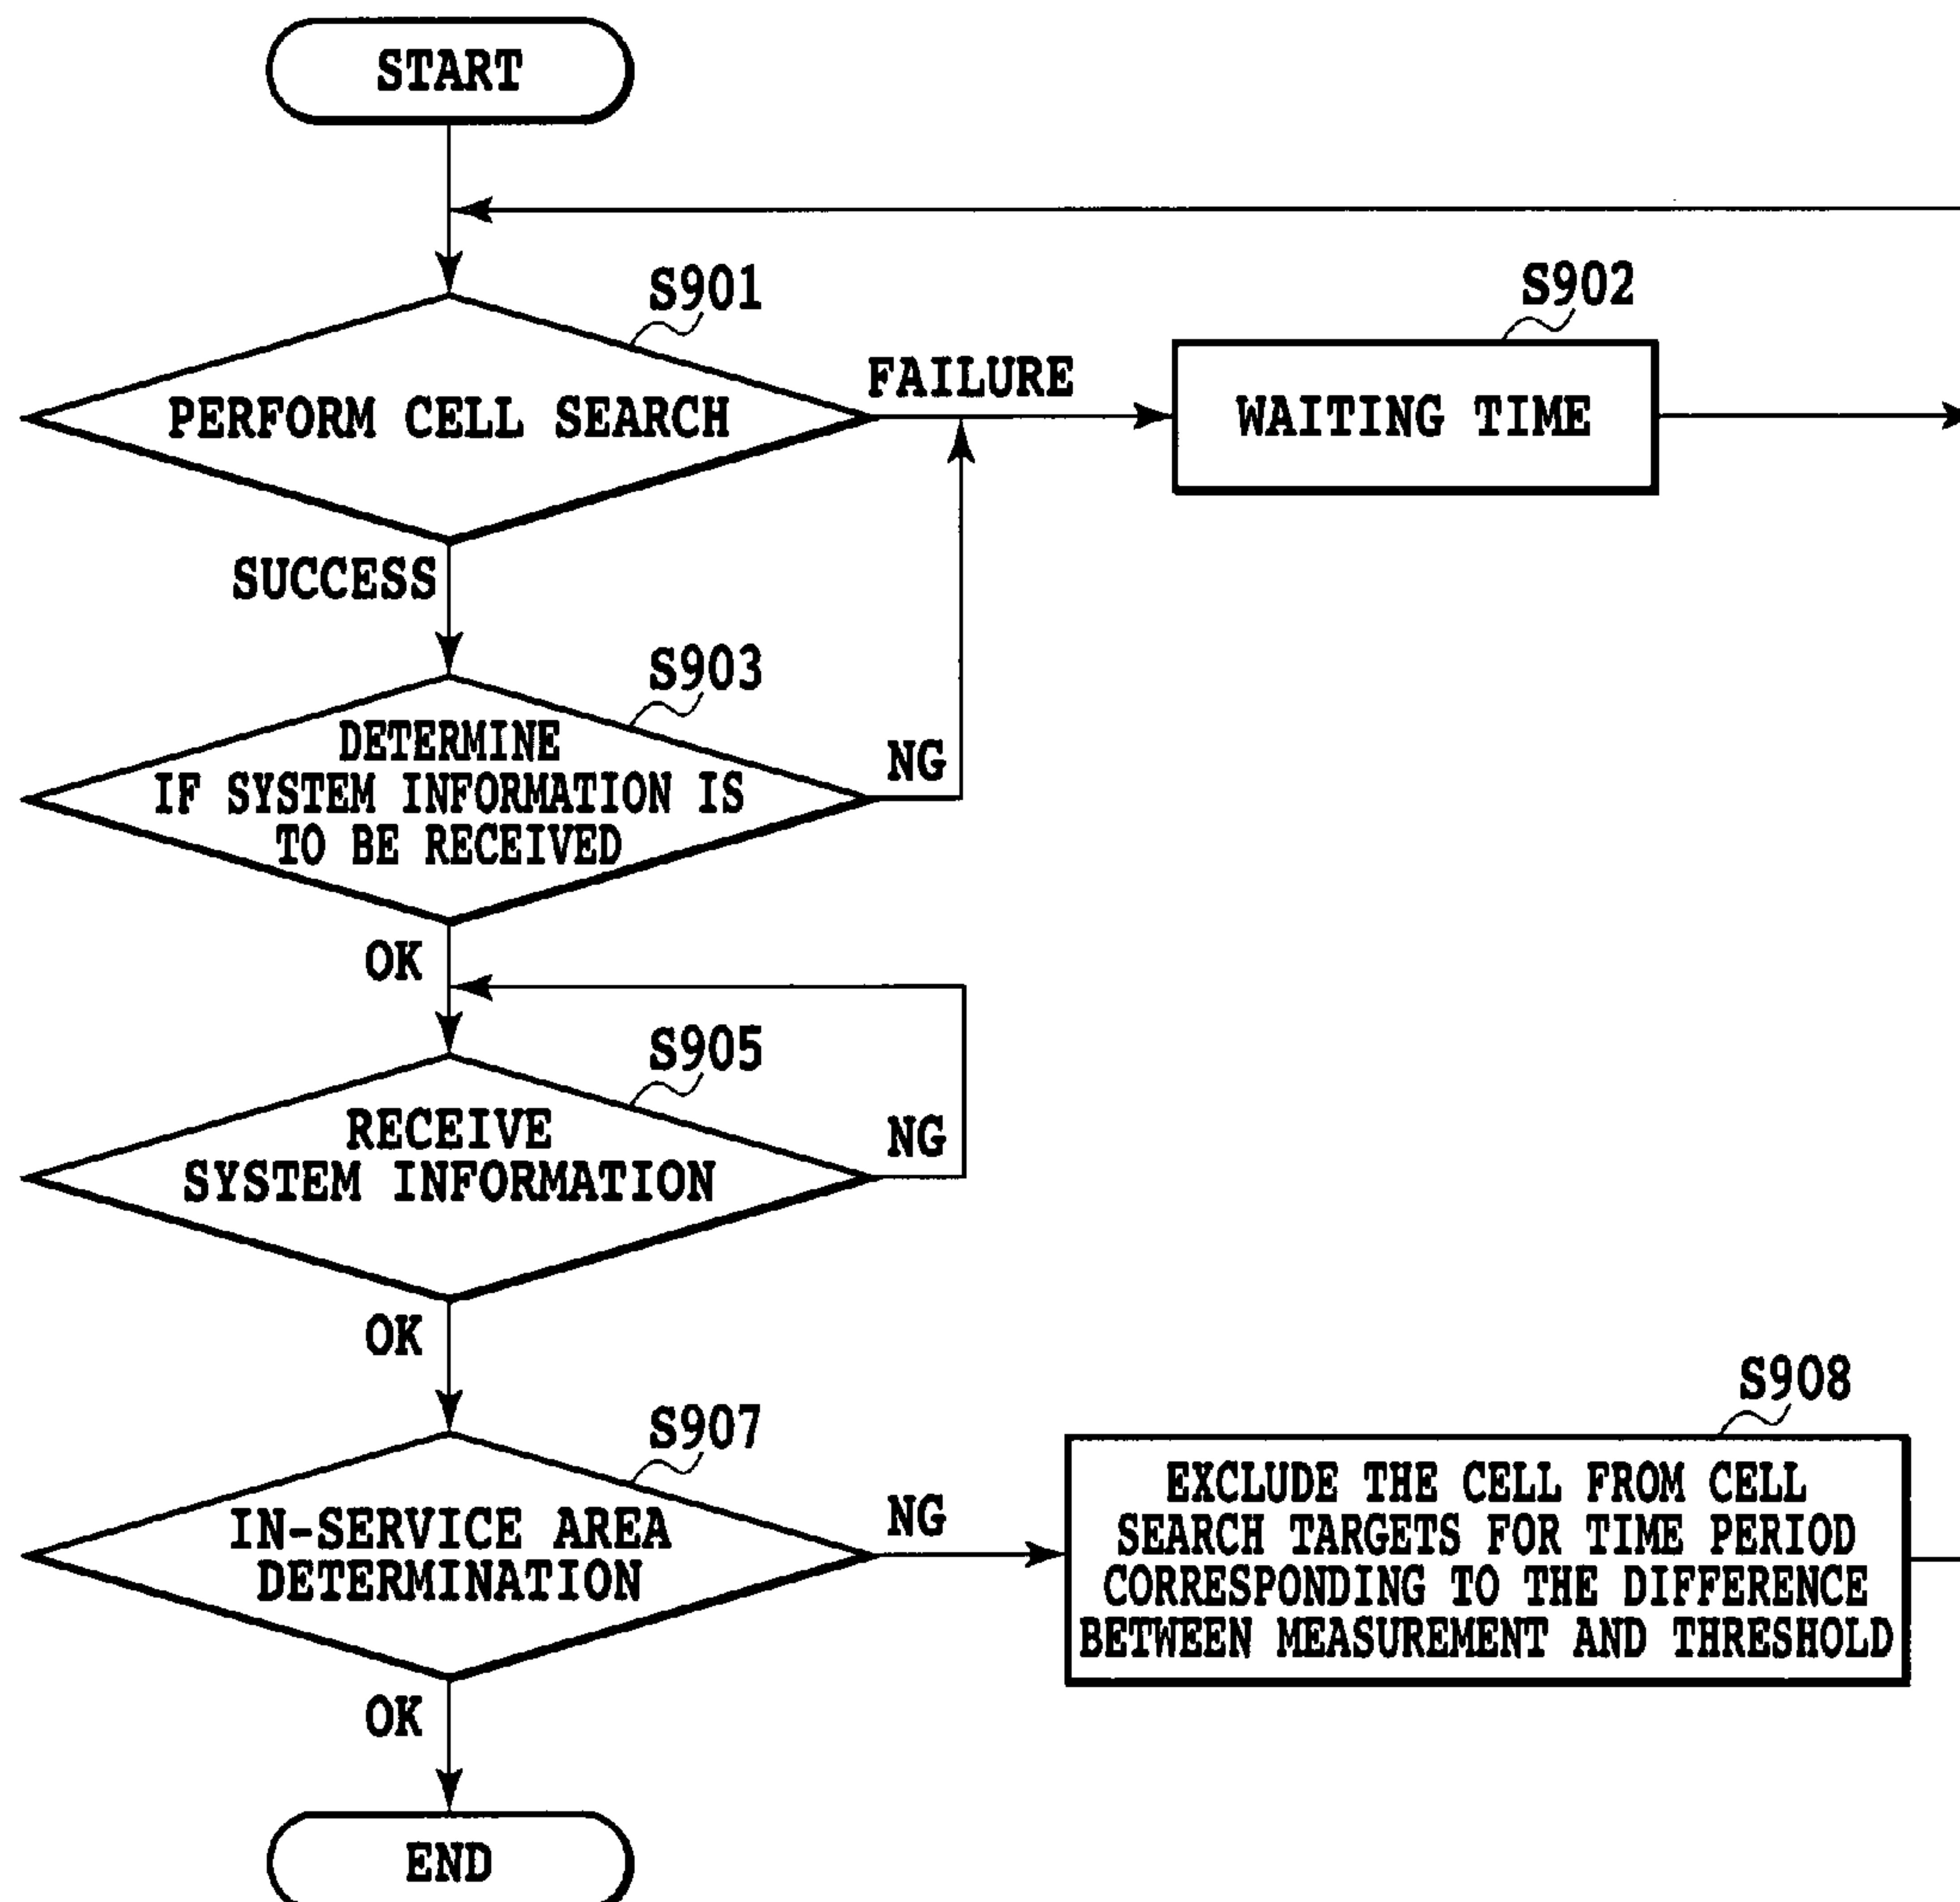 START
S901
PERFORM CELL SEARCH
FAILURE
S902
WAITING TIME
SUCCESS
S903
DETERMINE
IF SYSTEM INFORMATION IS
TO BE RECEIVED
NG
OK
S905
RECEIVE
SYSTEM INFORMATION
NG
OK
S907
IN-SERVICE AREA
DETERMINATION
NG
S908
EXCLUDE THE CELL FROM CELL
SEARCH TARGETS FOR TIME PERIOD
CORRESPONDING TO THE DIFFERENCE
BETWEEN MEASUREMENT AND THRESHOLD
OK
END